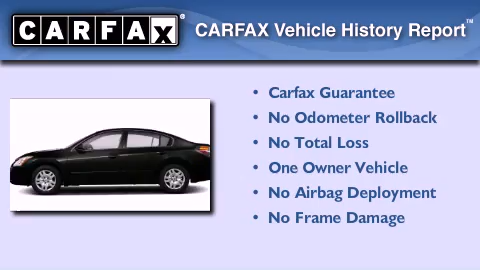 CARFAX® CARFAX Vehicle History Report™
• Carfax Guarantee
• No Odometer Rollback
• No Total Loss
• One Owner Vehicle
• No Airbag Deployment
• No Frame Damage